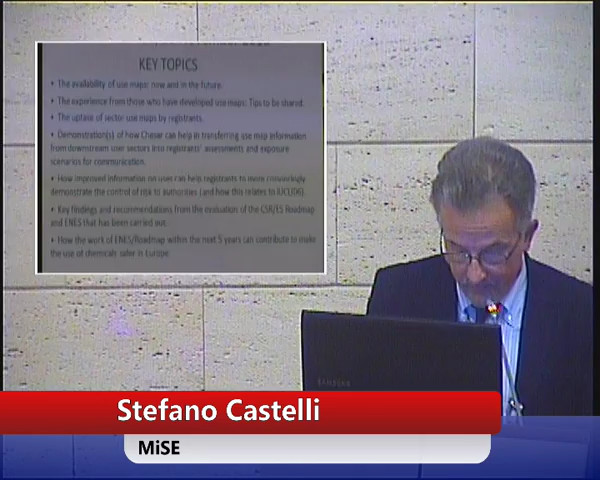 KEY TOPICS
• The availability of use maps: now and in the future.
• The experience from those who have developed use maps: Tips to be shared.
• The uptake of sector use maps by registrants.
• Demonstration(s) of how Chesar can help in transferring use map information
from downstream user sectors into registrants' assessments and exposure
scenarios for communication.
• How improved information on user can help registrants to more convincingly
demonstrate the control of risk to authorities (and how this relates to IUCLID6).
• Key findings and recommendations from the evaluation of the CSR/ES Roadmap
and ENES that has been carried out.
• How the work of ENES/Roadmap within the next 5 years can contribute to make
the use of chemicals safer in Europe
Stefano Castelli
MiSE